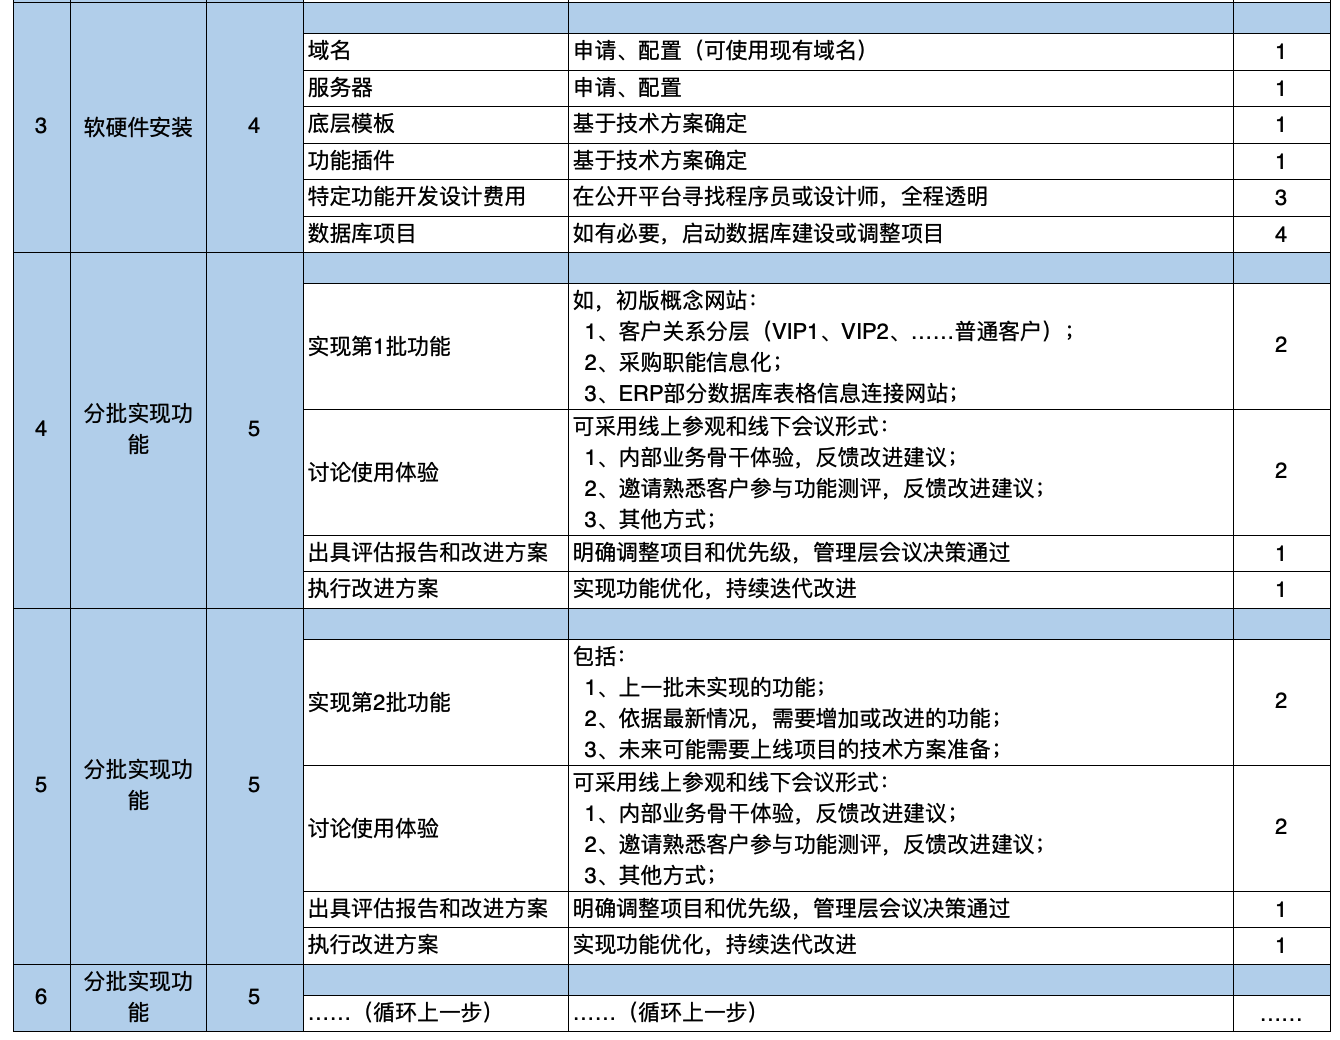 3
软硬件安装
4
域名
申请、配置（可使用现有域名）
1
服务器
申请、配置
1
底层模板
基于技术方案确定
1
功能插件
基于技术方案确定
1
特定功能开发设计费用
在公开平台寻找程序员或设计师，全程透明
3
数据库项目
如有必要，启动数据库建设或调整项目
4
4
分批实现功
能
5
实现第1批功能
如，初版概念网站：
1、客户关系分层（VIP1、VIP2、……普通客户）；
2、采购职能信息化；
3、ERP部分数据库表格信息连接网站；
2
讨论使用体验
可采用线上参观和线下会议形式：
1、内部业务骨干体验，反馈改进建议；
2、邀请熟悉客户参与功能测评，反馈改进建议；
3、其他方式；
2
出具评估报告和改进方案
明确调整项目和优先级，管理层会议决策通过
1
执行改进方案
实现功能优化，持续迭代改进
1
5
分批实现功
能
5
实现第2批功能
包括：
1、上一批未实现的功能；
2、依据最新情况，需要增加或改进的功能；
3、未来可能需要上线项目的技术方案准备；
2
讨论使用体验
可采用线上参观和线下会议形式：
1、内部业务骨干体验，反馈改进建议；
2、邀请熟悉客户参与功能测评，反馈改进建议；
3、其他方式；
2
出具评估报告和改进方案
明确调整项目和优先级，管理层会议决策通过
1
执行改进方案
实现功能优化，持续迭代改进
1
6
分批实现功
能
5
……（循环上一步）
……（循环上一步）
……